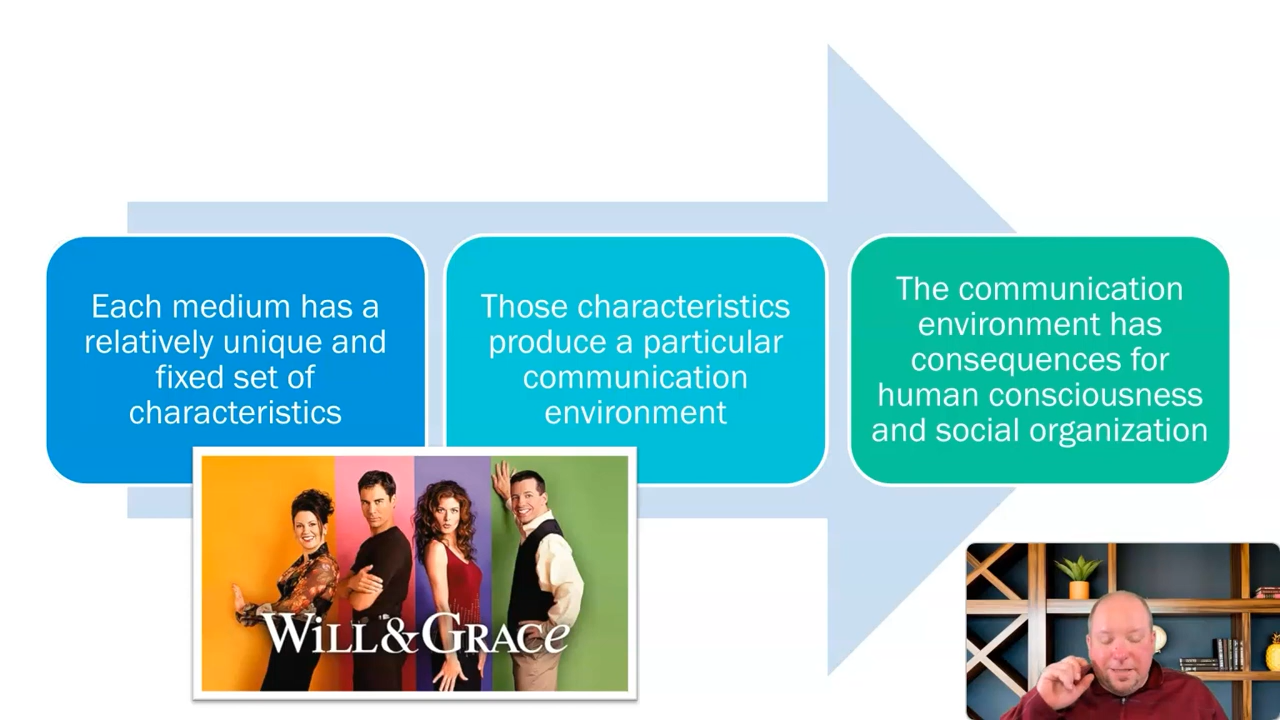 Each medium has a
relatively unique and
fixed set of
characteristics
Those characteristics
produce a particular
communication
environment
The communication
environment has
consequences for
human consciousness
and social organization
WiLL & GRACe